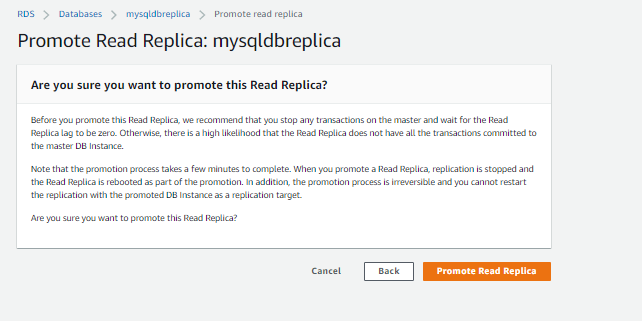 RDS > Databases > mysqldbreplica > Promote read replica
Promote Read Replica: mysqldbreplica
Are you sure you want to promote this Read Replica?
Before you promote this Read Replica, we recommend that you stop any transactions on the master and wait for the Read
Replica lag to be zero. Otherwise, there is a high likelihood that the Read Replica does not have all the transactions committed to
the master DB Instance.
Note that the promotion process takes a few minutes to complete. When you promote a Read Replica, replication is stopped and
the Read Replica is rebooted as part of the promotion. In addition, the promotion process is irreversible and you cannot restart
the replication with the promoted DB Instance as a replication target.
Are you sure you want to promote this Read Replica?
Cancel Back Promote Read Replica